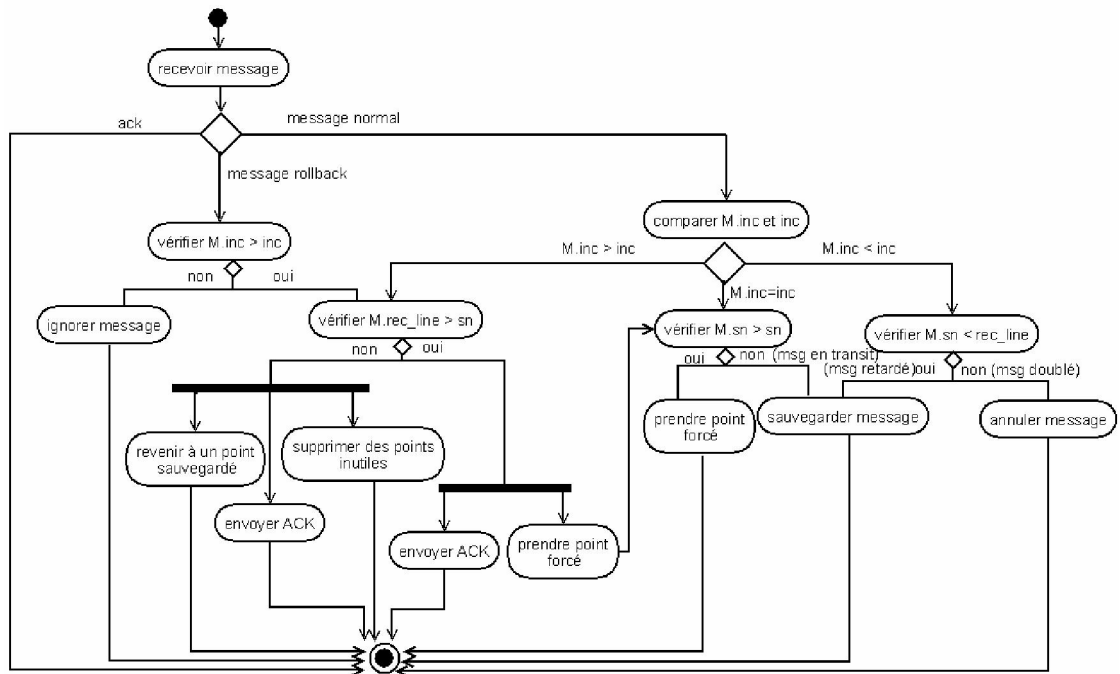 recevoir message
ack
message normal
message rollback
comparer M.inc et inc
vérifier M.inc > inc
M.inc > inc
M.inc < inc
non
oui
M.inc=inc
ignorer message
vérifier M.rec_line > sn
vérifier M.sn > sn
vérifier M.sn < rec_line
non
oui
oui
non (msg en transit)
(msg retardé)oui
non (msg doublé)
prendre point
forcé
sauvegarder message
annuler message
revenir à un point
sauvegardé
supprimer des points
inutiles
envoyer ACK
envoyer ACK
prendre point
forcé